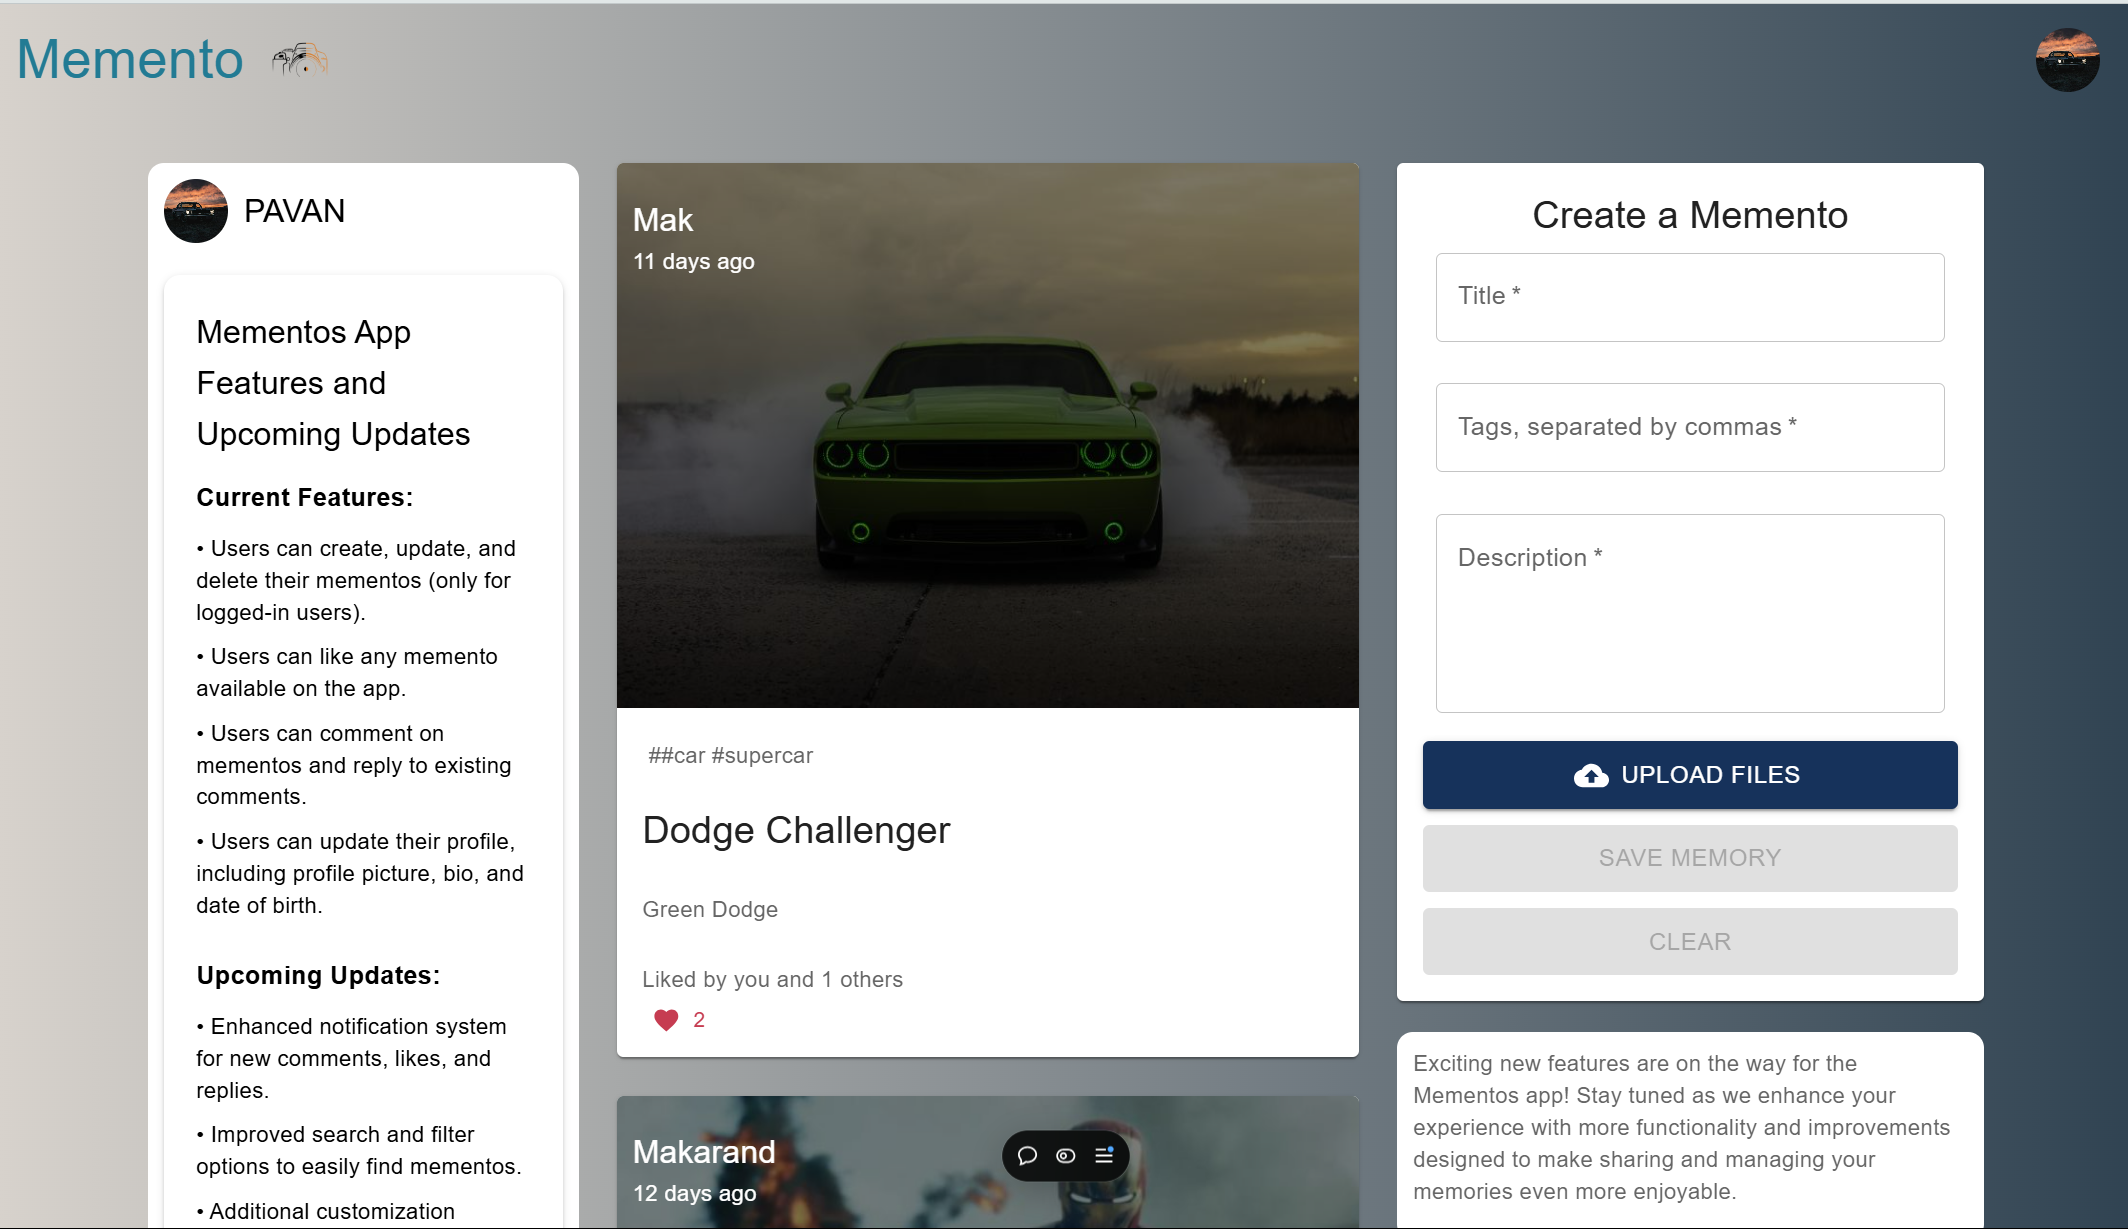 Memento
PAVAN
Mementos App
Features and
Upcoming Updates
Current Features:
• Users can create, update, and
delete their mementos (only for
logged-in users).
• Users can like any memento
available on the app.
• Users can comment on
mementos and reply to existing
comments.
• Users can update their profile,
including profile picture, bio, and
date of birth.
Upcoming Updates:
• Enhanced notification system
for new comments, likes, and
replies.
• Improved search and filter
options to easily find mementos.
• Additional customization
Mak
11 days ago
##car #supercar
Dodge Challenger
Green Dodge
Liked by you and 1 others
2
Makarand
12 days ago
Create a Memento
Title *
Tags, separated by commas *
Description *
UPLOAD FILES
SAVE MEMORY
CLEAR
Exciting new features are on the way for the
Mementos app! Stay tuned as we enhance your
experience with more functionality and improvements
designed to make sharing and managing your
memories even more enjoyable.